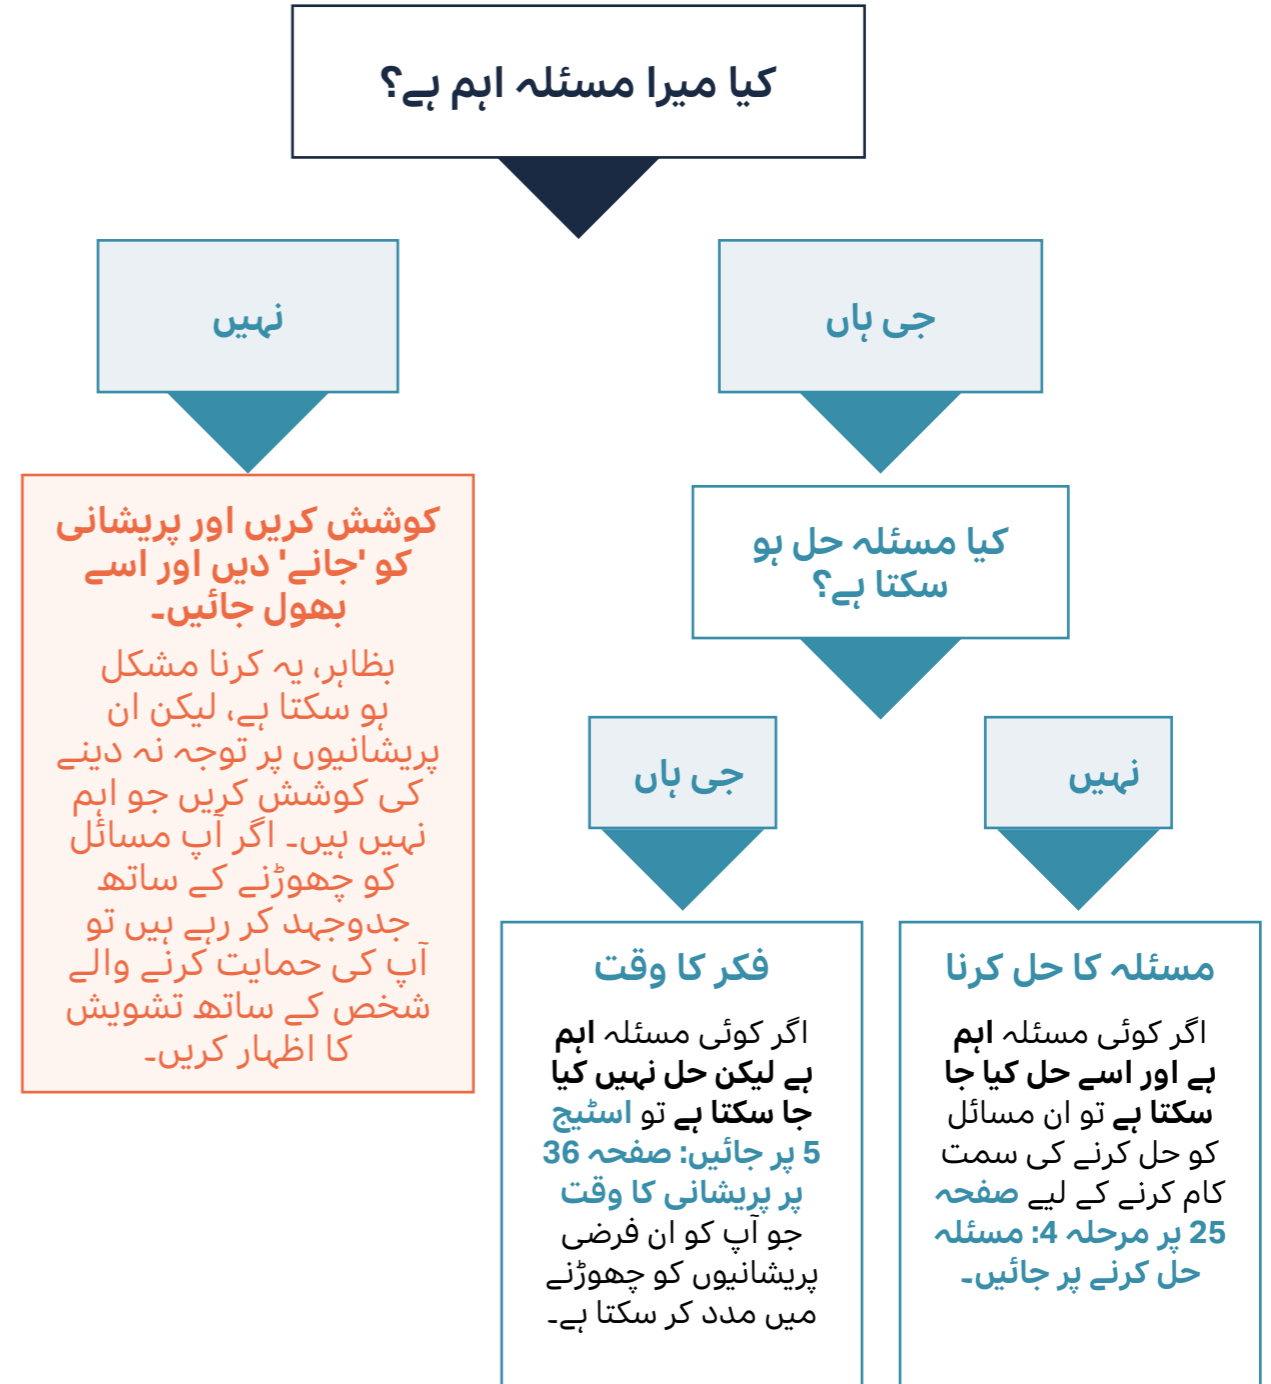 کیا میرا مسئلہ اہم ہے؟
جی ہاں
نہیں
کیا مسئلہ حل ہو
سکتا ہے؟
کوشش کریں اور پریشانی
کو 'جانے' دیں اور اسے
بھول جائیں۔
بظاہر، یہ کرنا مشکل
ہو سکتا ہے، لیکن ان
پریشانیوں پر توجہ نہ دینے
کی کوشش کریں جو اہم
نہیں ہیں۔ اگر آپ مسائل
کو چھوڑنے کے ساتھ
جدوجہد کر رہے ہیں تو
آپ کی حمایت کرنے والے
شخص کے ساتھ تشویش
کا اظہار کریں۔
نہیں
جی ہاں
مسئلہ کا حل کرنا
اگر کوئی مسئلہ اہم
ہے اور اسے حل کیا جا
سکتا ہے تو ان مسائل
کو حل کرنے کی سمت
کام کرنے کے لیے صفحہ
25 پر مرحلہ 4: مسئلہ
حل کرنے پر جائیں۔
فکر کا وقت
اگر کوئی مسئلہ اہم
ہے لیکن حل نہیں کیا
جا سکتا ہے تو اسٹیج
5 پر جائیں: صفحہ 36
پر پریشانی کا وقت
جو آپ کو ان فرضی
پریشانیوں کو چھوڑنے
میں مدد کر سکتا ہے۔